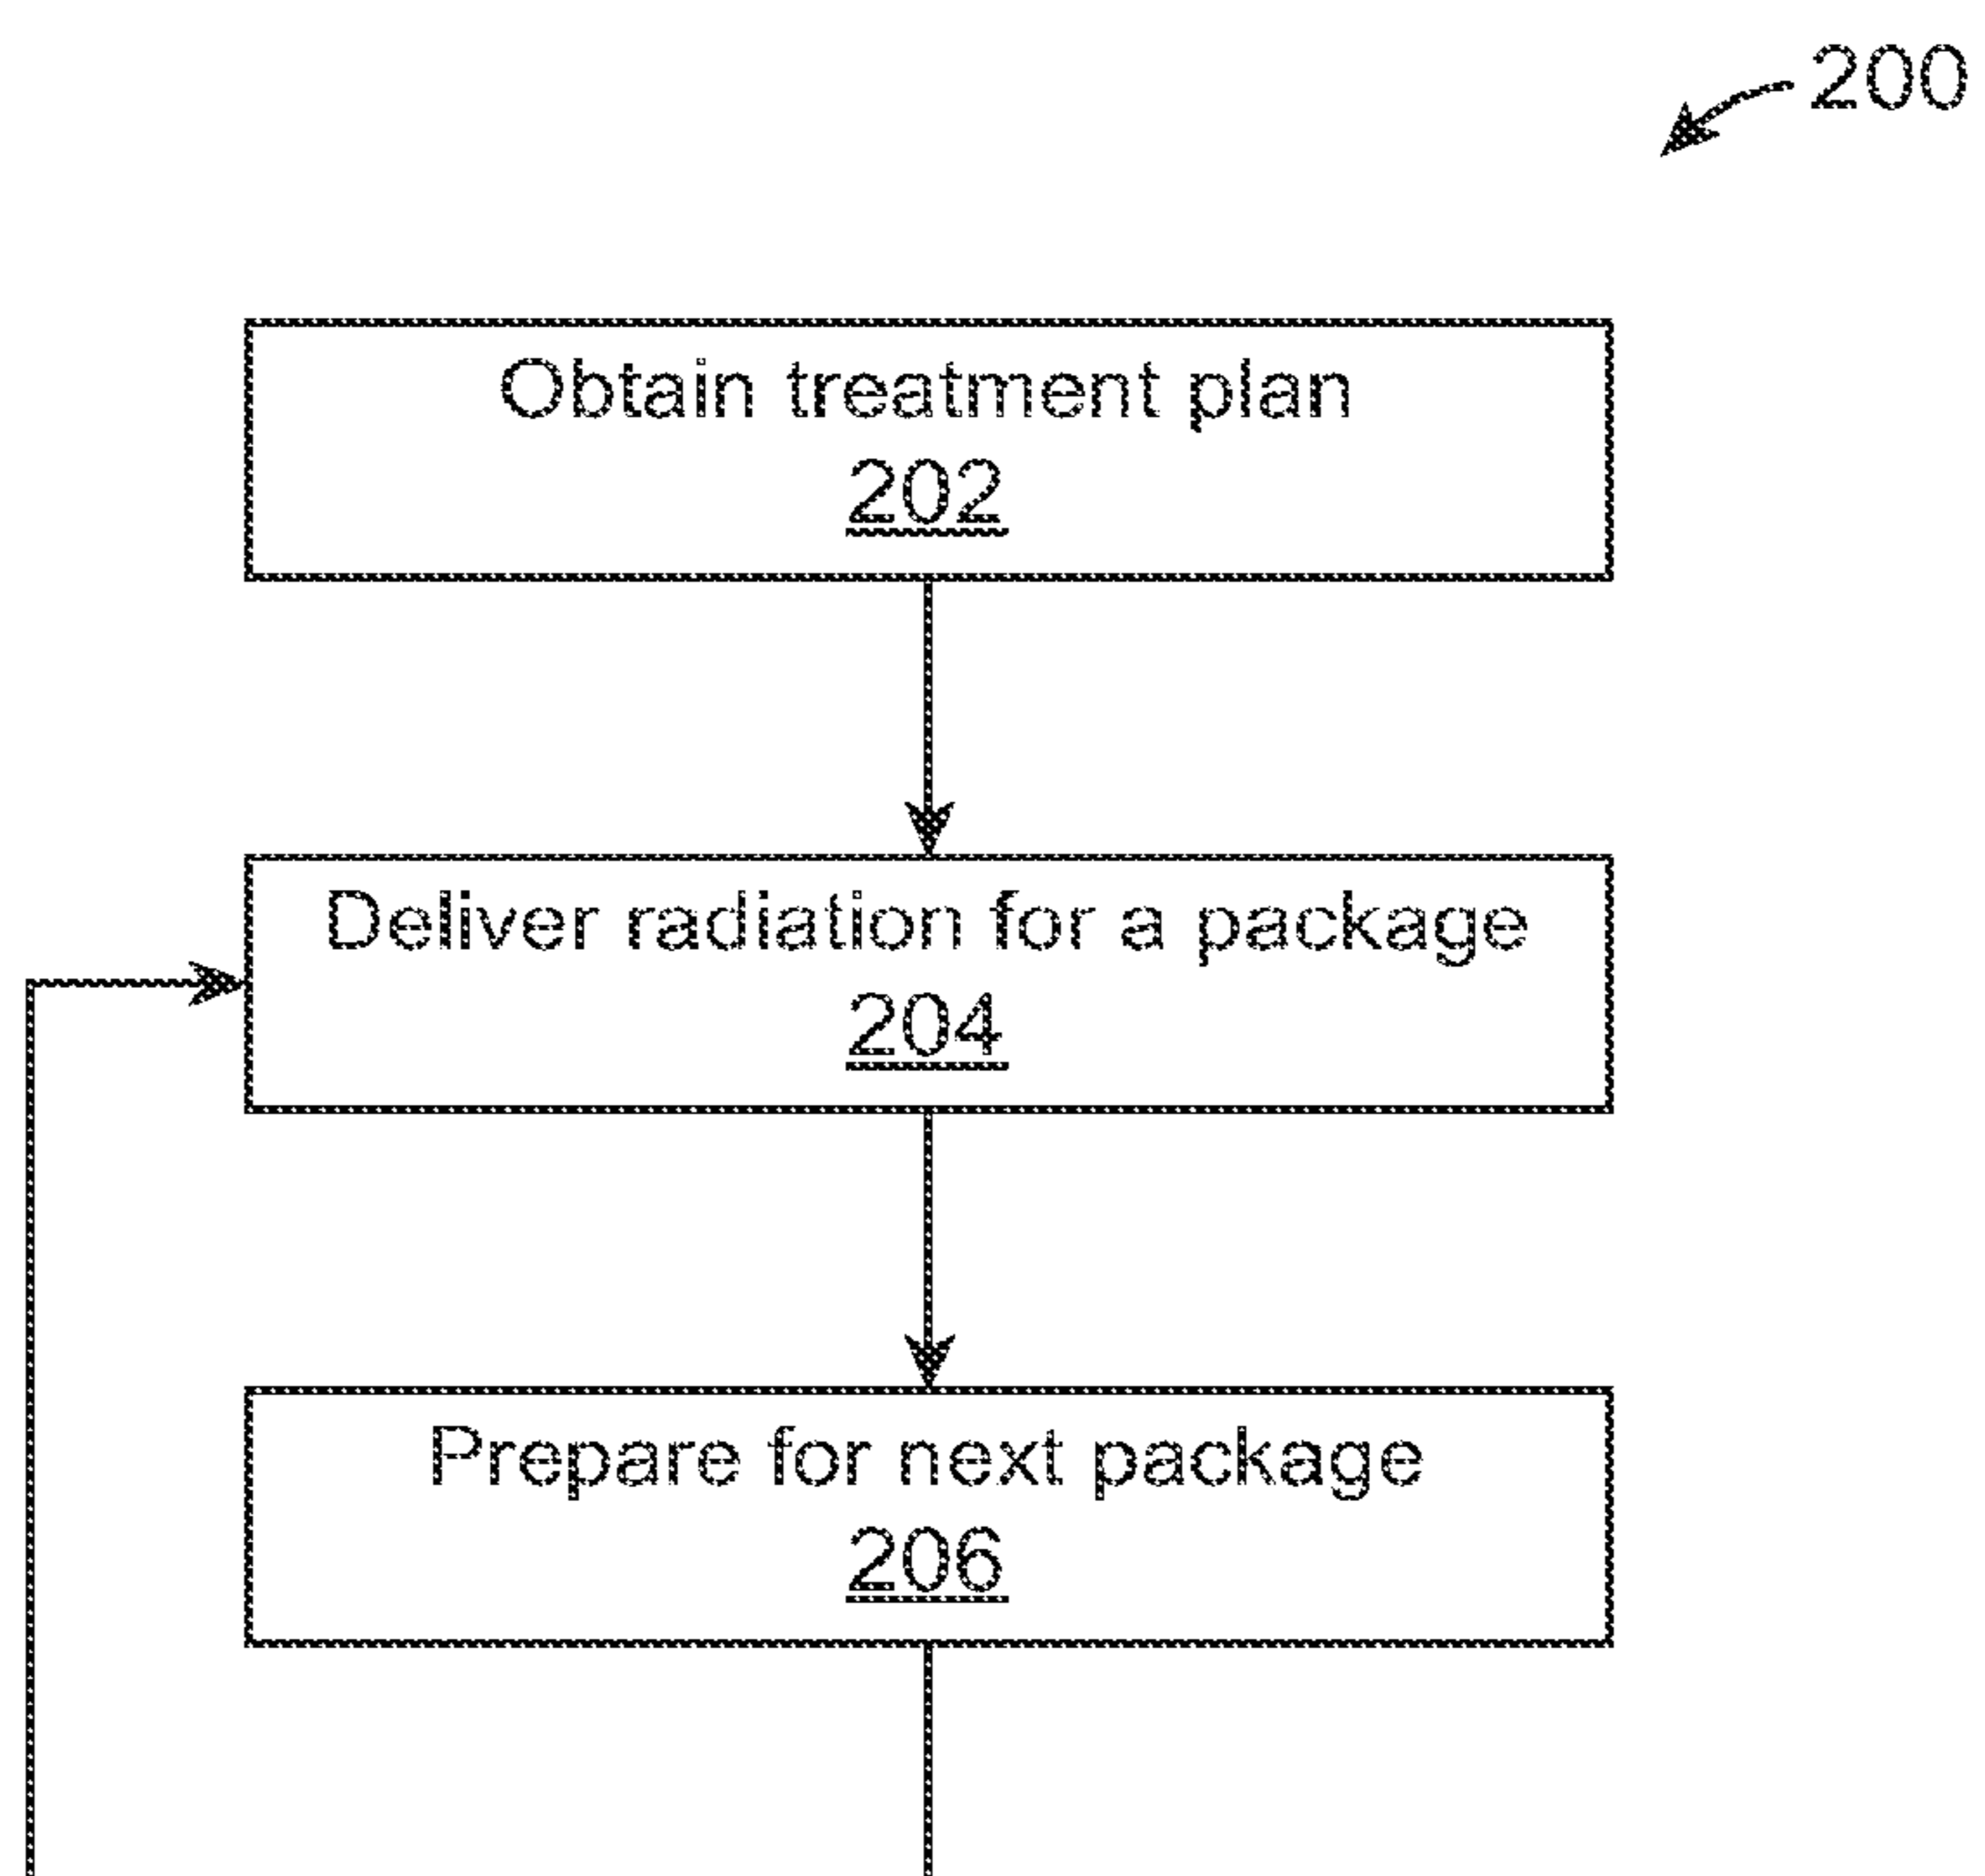 200
Obtain treatment plan
202
Deliver radiation for a package
204
Prepare for next package
206